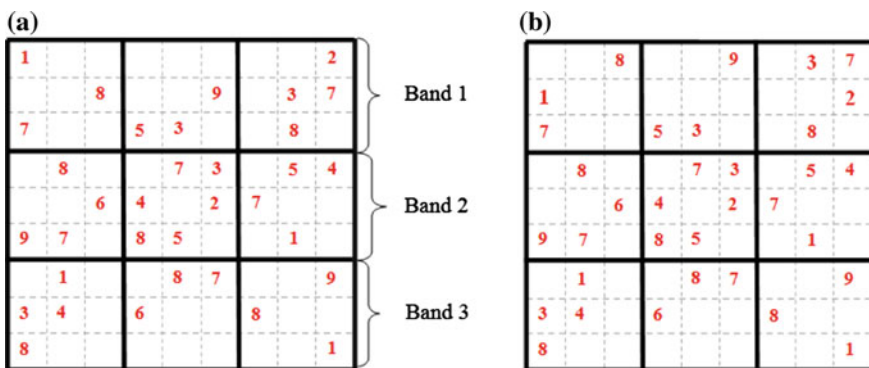 (a) (b)
1 2 8 9 3 7
8 9 3 7 Band 1 1 2
7 5 3 8 7 5 3 8
8 7 3 5 4 8 7 3 5 4
6 4 2 7 Band 2 6 4 2 7
9 7 8 5 1 9 7 8 5 1
1 8 7 9 1 8 7 9
3 4 6 8 Band 3 3 4 6 8
8 1 8 1